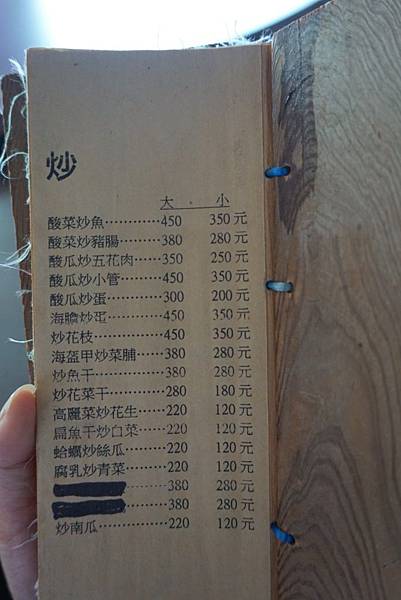 炒
大．小
酸菜炒魚…………450 350元
酸菜炒豬腸………380 280元
酸瓜炒五花肉……350 250元
酸瓜炒小管………450 350元
酸瓜炒蛋…………300 200元
海膽炒蛋…………450 350元
炒花枝……………450 350元
海盔甲炒菜脯……380 280元
炒魚干……………380 280元
炒花菜干…………280 180元
高麗菜炒花生……220 120元
扁魚干炒白菜……220 120元
蛤蠣炒絲瓜………220 120元
腐乳炒青菜………220 120元
………380 280元
………380 280元
炒南瓜……………220 120元